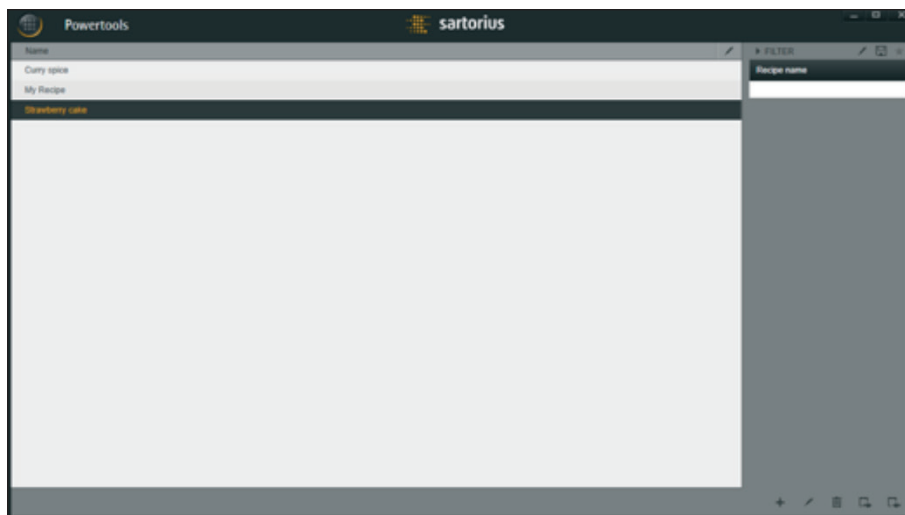 Powertools
sartorius
Name
FILTER
Curry spice
Recipe name
My Recipe
Strawberry cake